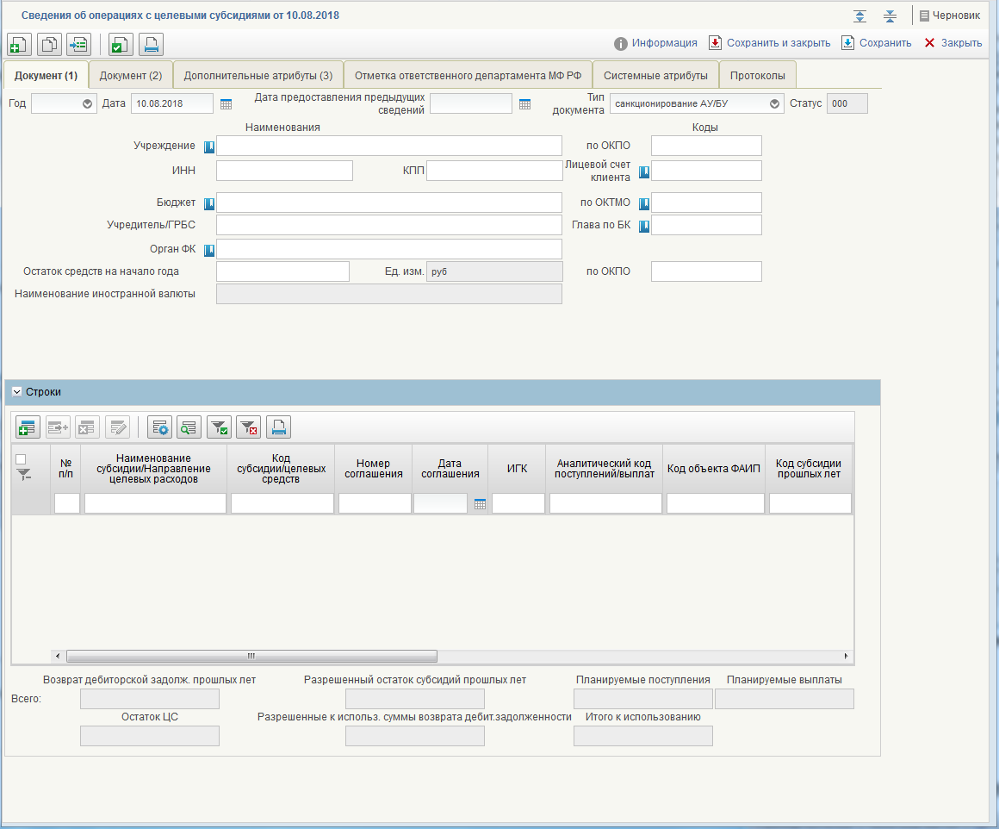 Сведения об операциях с целевыми субсидиями от 10.08.2018
Черновик
Информация
Сохранить и закрыть
Сохранить
Закрыть
Документ (1)
Документ (2)
Дополнительные атрибуты (3)
Отметка ответственного департамента МФ РФ
Системные атрибуты
Протоколы
Год
Дата
10.08.2018
Дата предоставления предыдущих
сведений
Тип
документа
санкционирование АУ/БУ
Статус
000
Наименования
Коды
Учреждение
по ОКПО
ИНН
КПП
Лицевой счет
клиента
Бюджет
по ОКТМО
Учредитель/ГРБС
Глава по БК
Орган ФК
Остаток средств на начало года
Ед. изм.
руб
по ОКПО
Наименование иностранной валюты
Строки
№
п/п
Наименование
субсидии/Направление
целевых расходов
Код
субсидии/целевых
средств
Номер
соглашения
Дата
соглашения
ИГК
Аналитический код
поступлений/выплат
Код объекта ФАИП
Код субсидии
прошлых лет
Возврат дебиторской задолж. прошлых лет
Разрешенный остаток субсидий прошлых лет
Планируемые поступления
Планируемые выплаты
Всего:
Остаток ЦС
Разрешенные к использ. суммы возврата дебит.задолженности
Итого к использованию